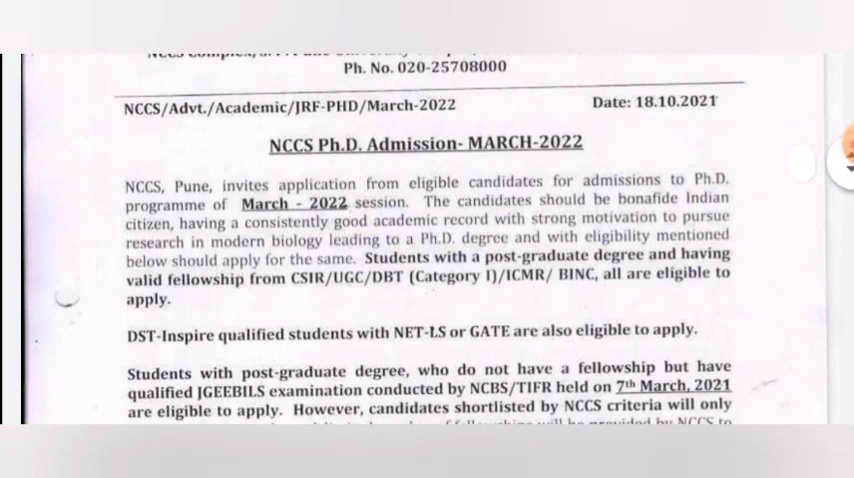 Ph. No. 020-25708000
NCCS/Advt./Academic/JRF-PHD/March-2022 Date: 18.10.2021
NCCS Ph.D. Admission- MARCH-2022
NCCS, Pune, invites application from eligible candidates for admissions to Ph.D.
programme of March - 2022 session. The candidates should be bonafide Indian
citizen, having a consistently good academic record with strong motivation to pursue
research in modern biology leading to a Ph.D. degree and with eligibility mentioned
below should apply for the same. Students with a post-graduate degree and having
valid fellowship from CSIR/UGC/DBT (Category I)/ICMR/ BINC, all are eligible to
apply.
DST-Inspire qualified students with NET-LS or GATE are also eligible to apply.
Students with post-graduate degree, who do not have a fellowship but have
qualified JGEEBILS examination conducted by NCBS/TIFR held on 7th March, 2021
are eligible to apply. However, candidates shortlisted by NCCS criteria will only